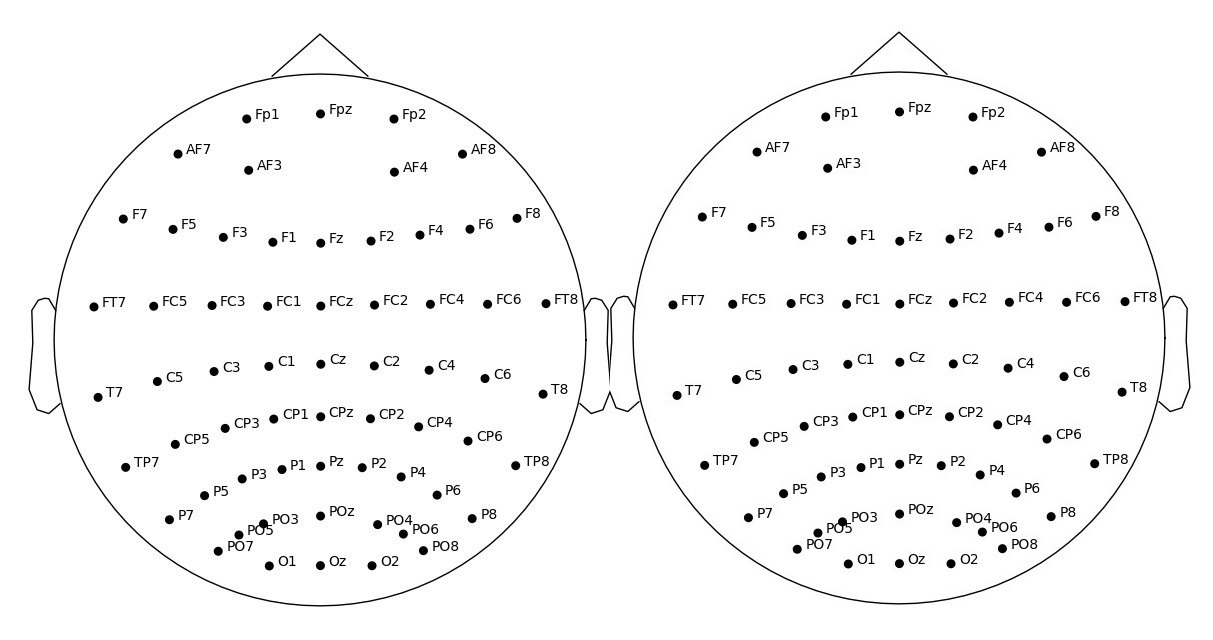 Fp1 Fpz Fp2
AF7 AF3 AF4 AF8
F7 F5 F3 F1 Fz F2 F4 F6 F8
FT7 FC5 FC3 FC1 FCz FC2 FC4 FC6 FT8
T7 C5 C3 C1 Cz C2 C4 C6 T8
TP7 CP5 CP3 CP1 CPz CP2 CP4 CP6 TP8
P7 P5 P3 P1 Pz P2 P4 P6 P8
PO7 PO5 PO3 POz PO4 PO6 PO8
O1 Oz O2
Fp1 Fpz Fp2
AF7 AF3 AF4 AF8
F7 F5 F3 F1 Fz F2 F4 F6 F8
FT7 FC5 FC3 FC1 FCz FC2 FC4 FC6 FT8
T7 C5 C3 C1 Cz C2 C4 C6 T8
TP7 CP5 CP3 CP1 CPz CP2 CP4 CP6 TP8
P7 P5 P3 P1 Pz P2 P4 P6 P8
PO7 PO5 PO3 POz PO4 PO6 PO8
O1 Oz O2